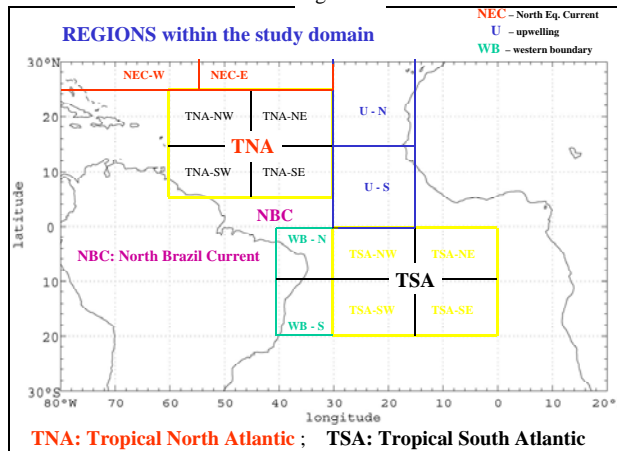 NEC – North Eq. Current
REGIONS within the study domain
U – upwelling
WB – western boundary
30°N
NEC-W
NEC-E
TNA-NW
TNA-NE
U - N
20
TNA
TNA-SW
TNA-SE
10
U - S
latitude
NBC
0
WB - N
NBC: North Brazil Current
TSA-NW
TSA-NE
10
TSA
TSA-SW
TSA-SE
20
WB - S
30°S
80°W
70
60
50
40
30
20
10
0
10
20°
longitude
TNA: Tropical North Atlantic ; TSA: Tropical South Atlantic